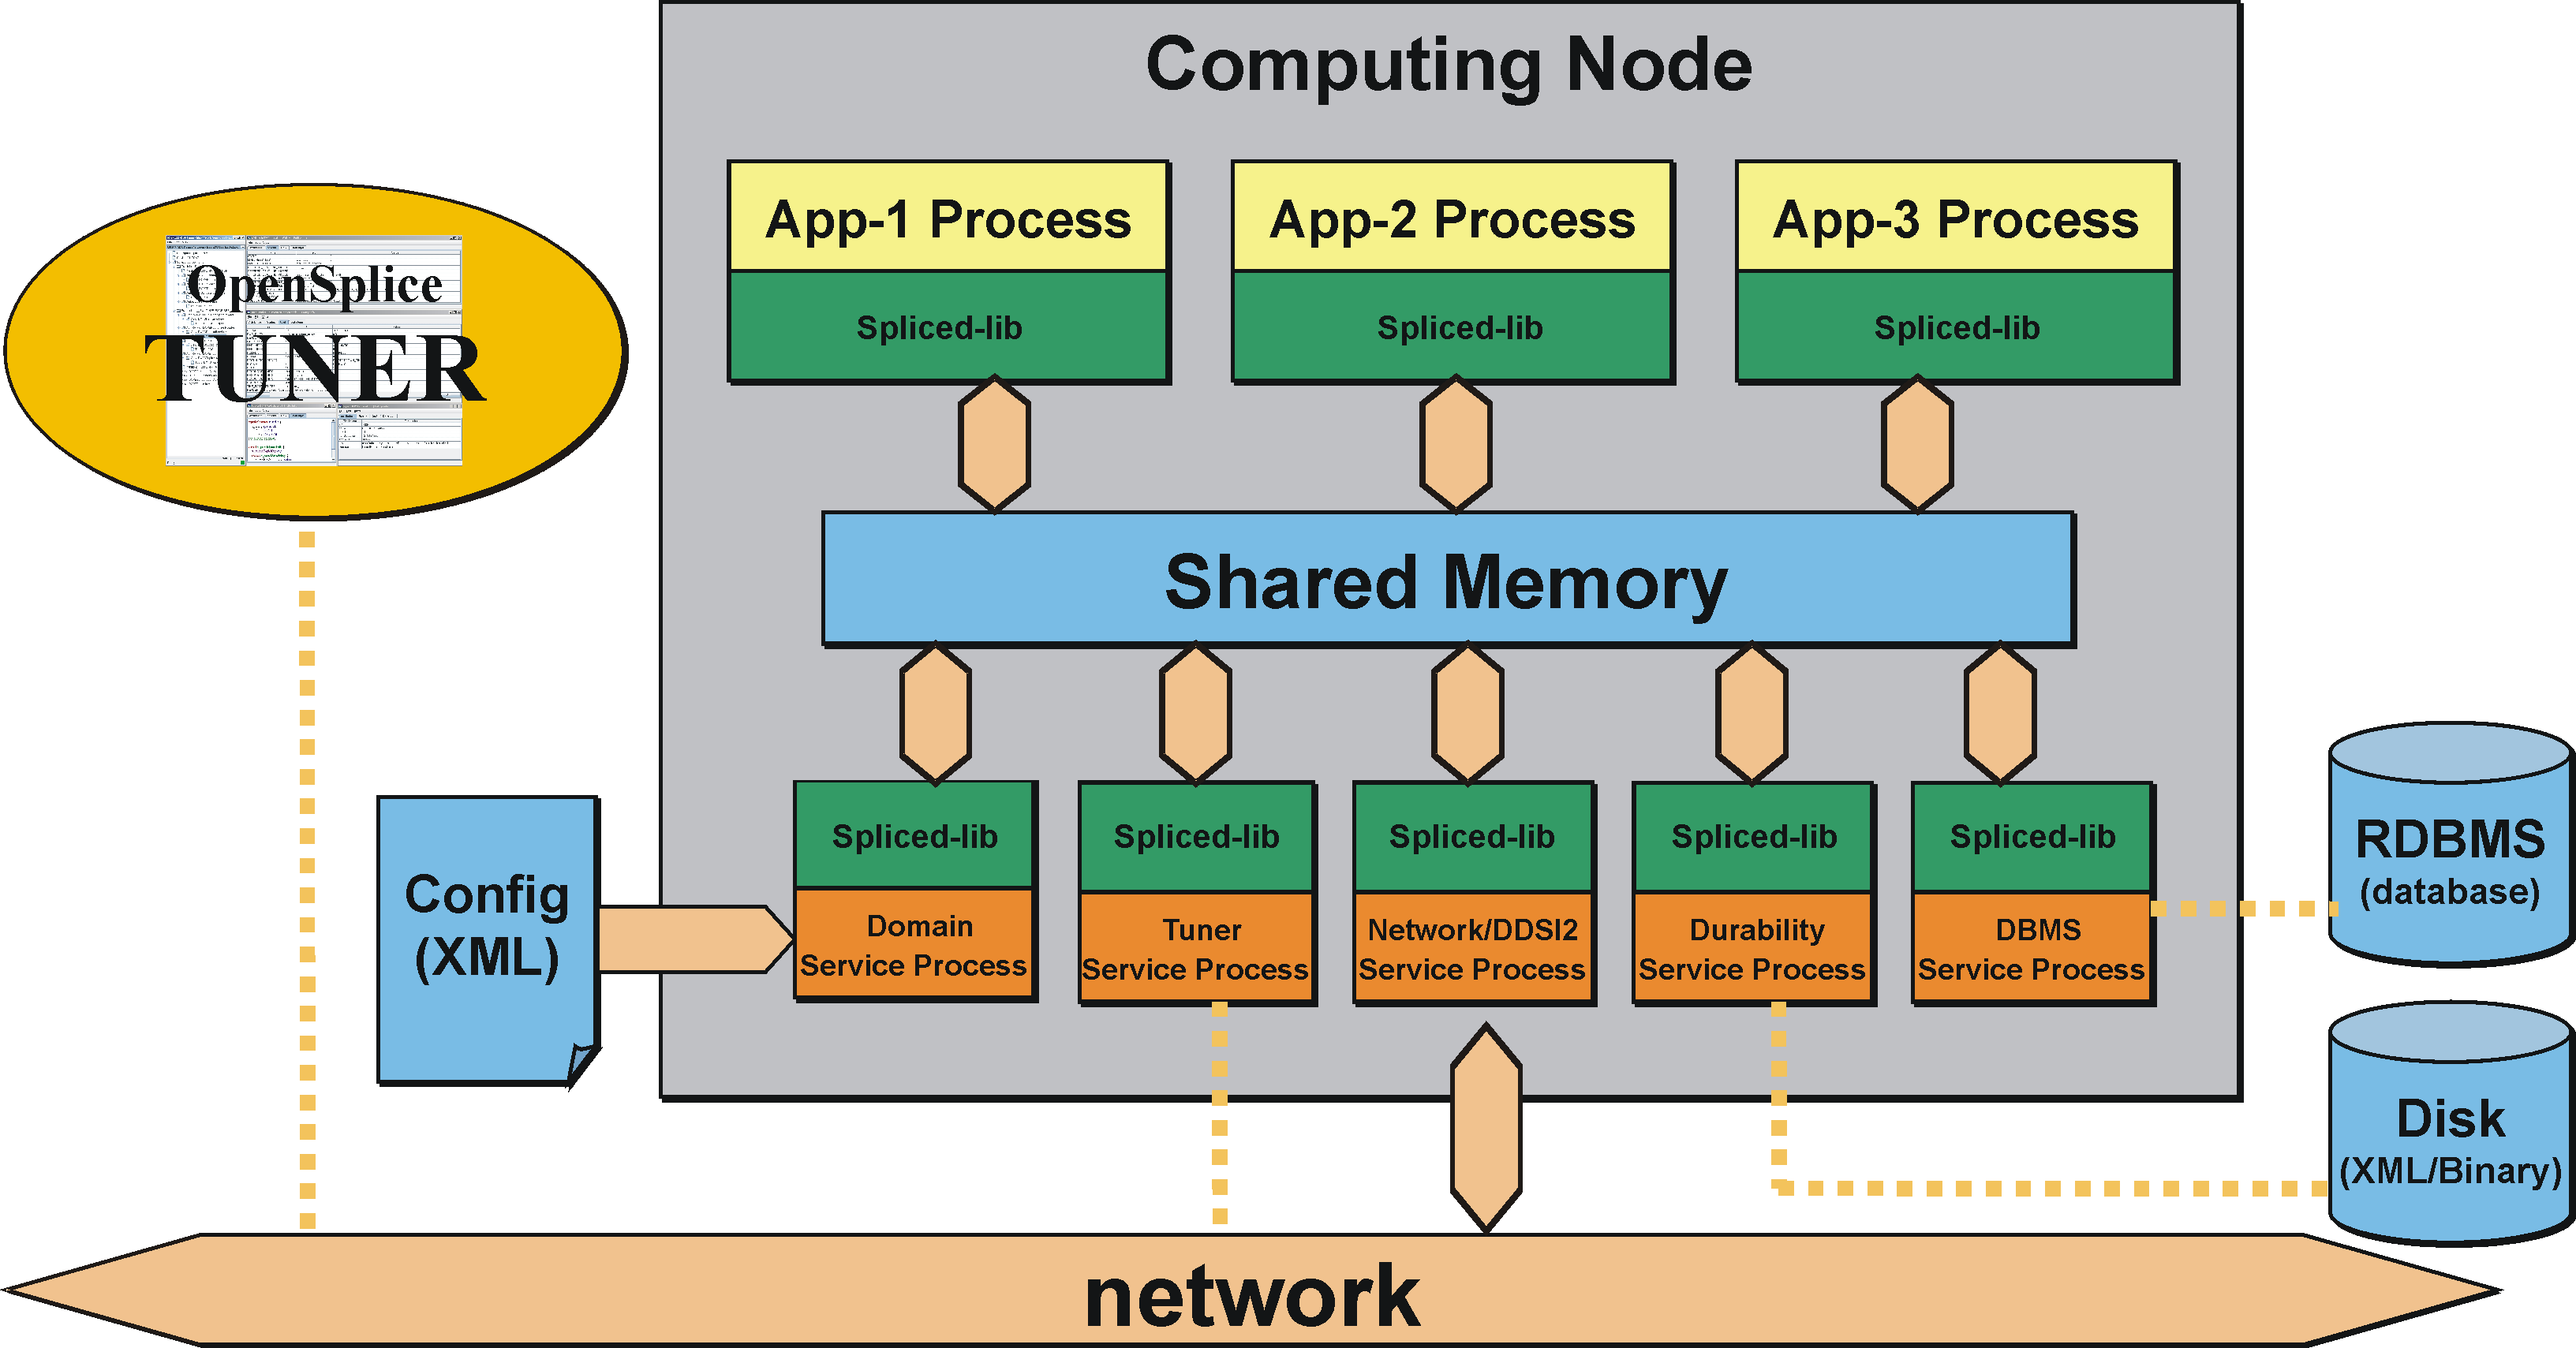 Computing Node
App-1 Process
App-2 Process
App-3 Process
Spliced-lib
Spliced-lib
Spliced-lib
OpenSplice
TUNER
Shared Memory
Spliced-lib
Spliced-lib
Spliced-lib
Spliced-lib
Spliced-lib
Domain
Service Process
Tuner
Service Process
Network/DDSI2
Service Process
Durability
Service Process
DBMS
Service Process
Config
(XML)
RDBMS
(database)
Disk
(XML/Binary)
network